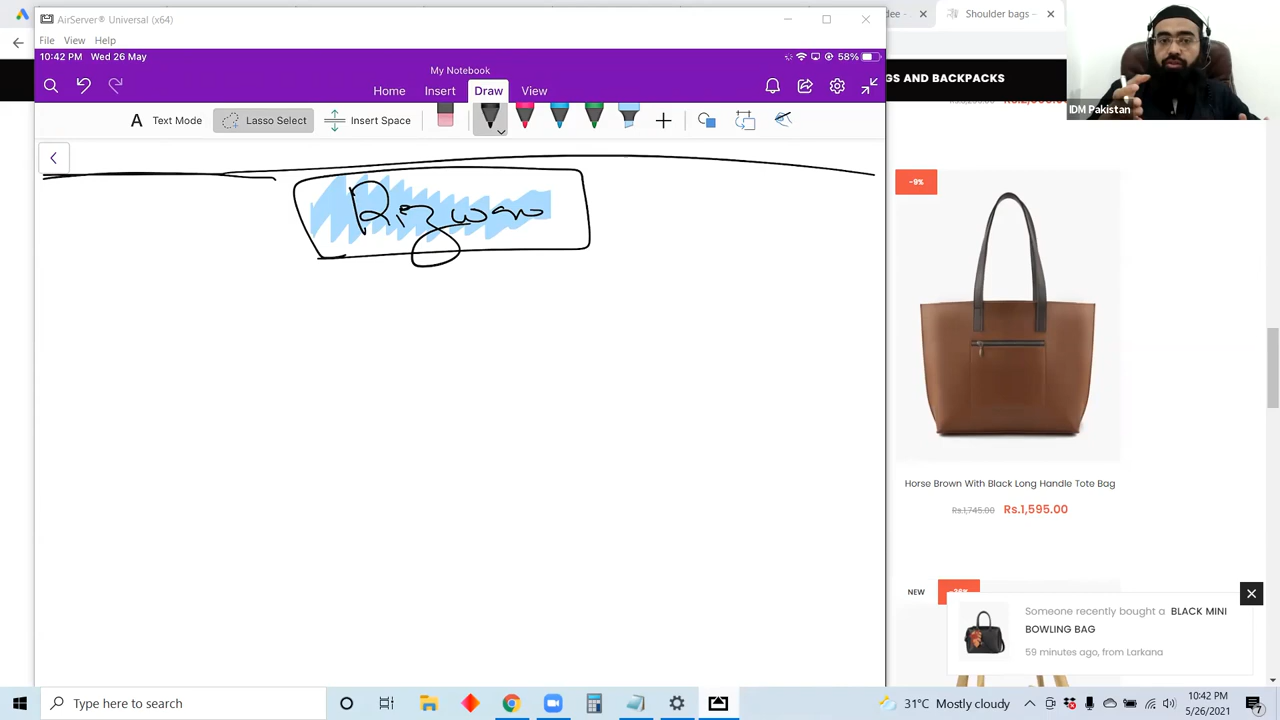 AirServer® Universal (x64)
dee
Shoulder bags –
File View Help
10:42 PM Wed 26 May
58%
My Notebook
Home Insert Draw View
GS AND BACKPACKS
IDM Pakistan
Text Mode Lasso Select Insert Space
Rizwan
-9%
Horse Brown With Black Long Handle Tote Bag
Rs.1,745.00 Rs.1,595.00
NEW
Someone recently bought a BLACK MINI
BOWLING BAG
59 minutes ago, from Larkana
Type here to search
31°C Mostly cloudy
10:42 PM
5/26/2021
7